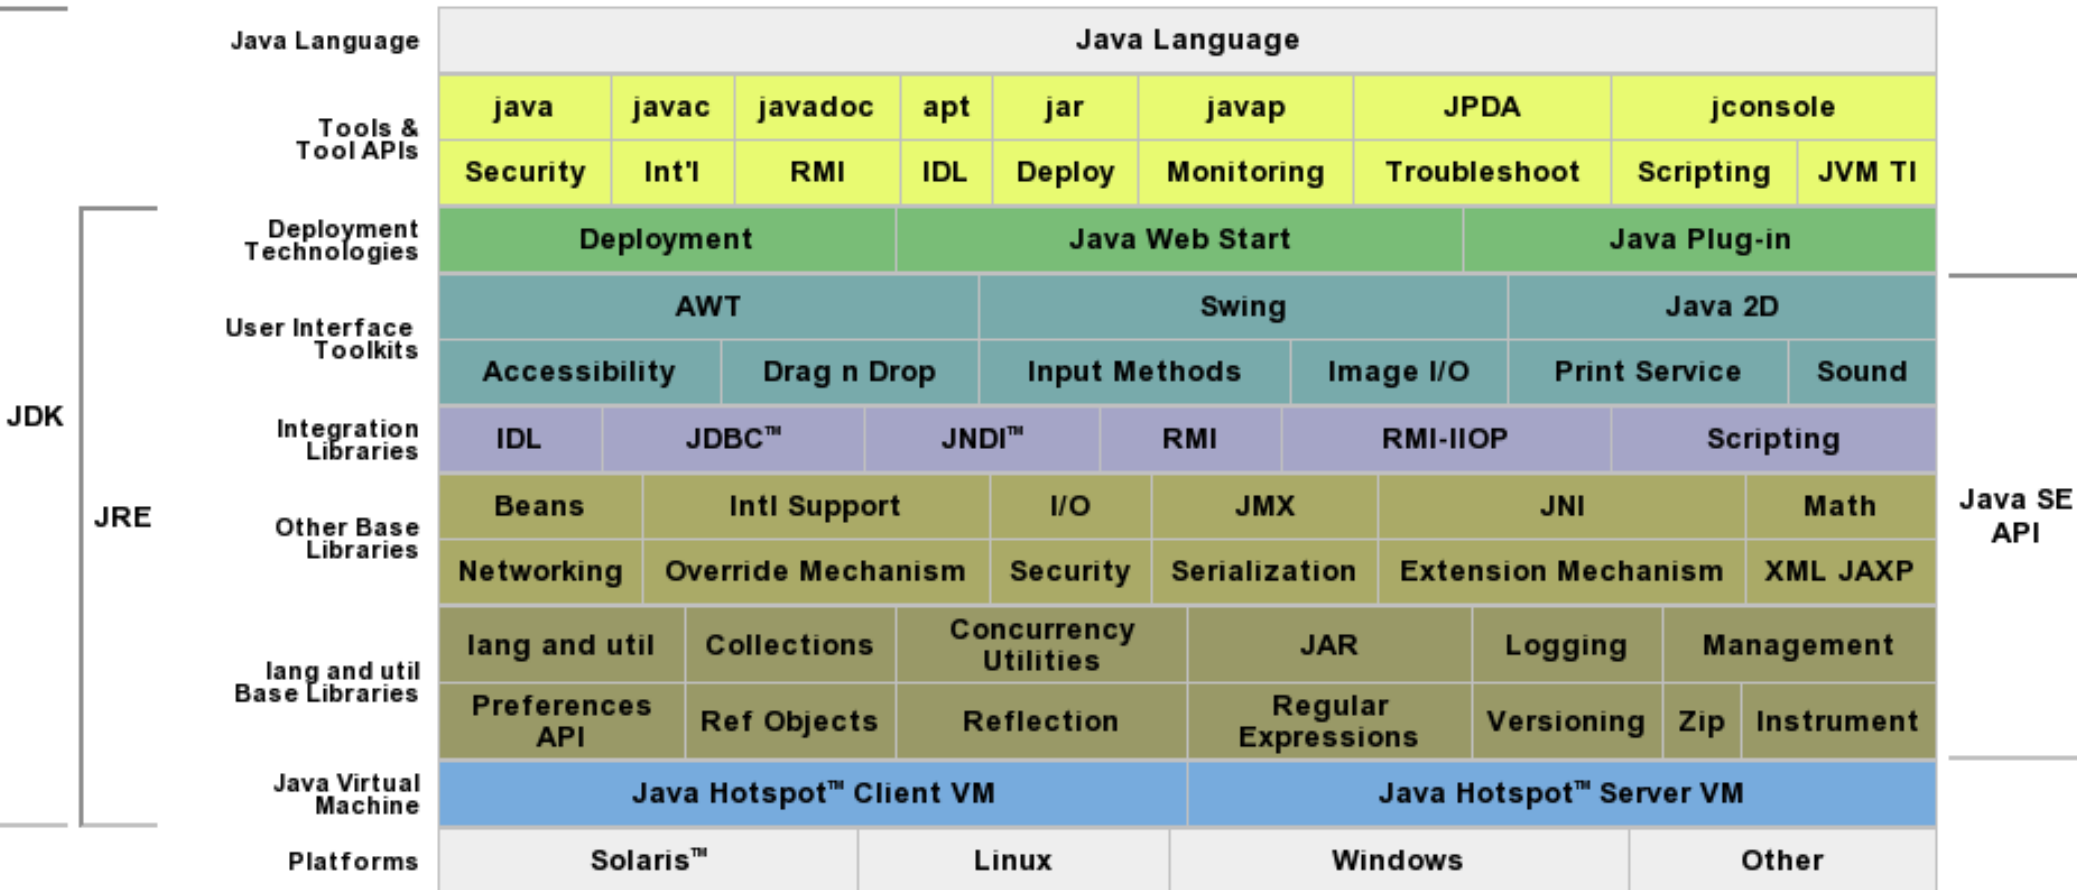 Java Language
Java Language
Tools &
Tool APIs
java javac javadoc apt jar javap JPDA jconsole
Security Int'l RMI IDL Deploy Monitoring Troubleshoot Scripting JVM TI
Deployment
Technologies
Deployment Java Web Start Java Plug-in
User Interface
Toolkits
AWT Swing Java 2D
Accessibility Drag n Drop Input Methods Image I/O Print Service Sound
JDK
Integration
Libraries
IDL JDBC™ JNDI™ RMI RMI-IIOP Scripting
JRE
Other Base
Libraries
Beans Intl Support I/O JMX JNI Math
Networking Override Mechanism Security Serialization Extension Mechanism XML JAXP
Java SE
API
lang and util
Base Libraries
lang and util Collections Concurrency Utilities JAR Logging Management
Preferences API Ref Objects Reflection Regular Expressions Versioning Zip Instrument
Java Virtual
Machine
Java Hotspot™ Client VM Java Hotspot™ Server VM
Platforms
Solaris™ Linux Windows Other